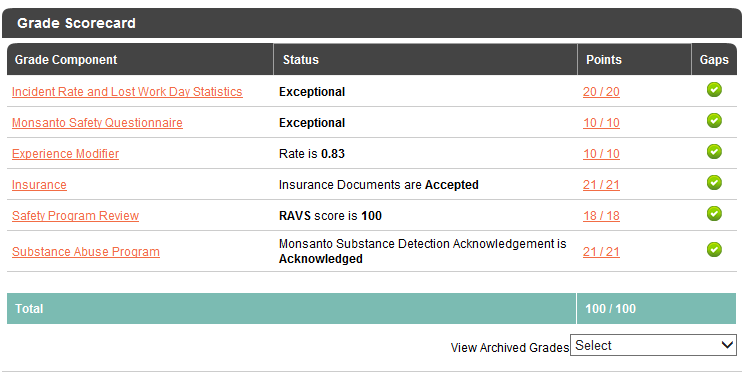 Grade Scorecard
Grade Component Status Points Gaps
Incident Rate and Lost Work Day Statistics Exceptional 20 / 20
Monsanto Safety Questionnaire Exceptional 10 / 10
Experience Modifier Rate is 0.83 10 / 10
Insurance Insurance Documents are Accepted 21 / 21
Safety Program Review RAVS score is 100 18 / 18
Substance Abuse Program Monsanto Substance Detection Acknowledgement is Acknowledged 21 / 21
Total 100 / 100
View Archived Grades Select